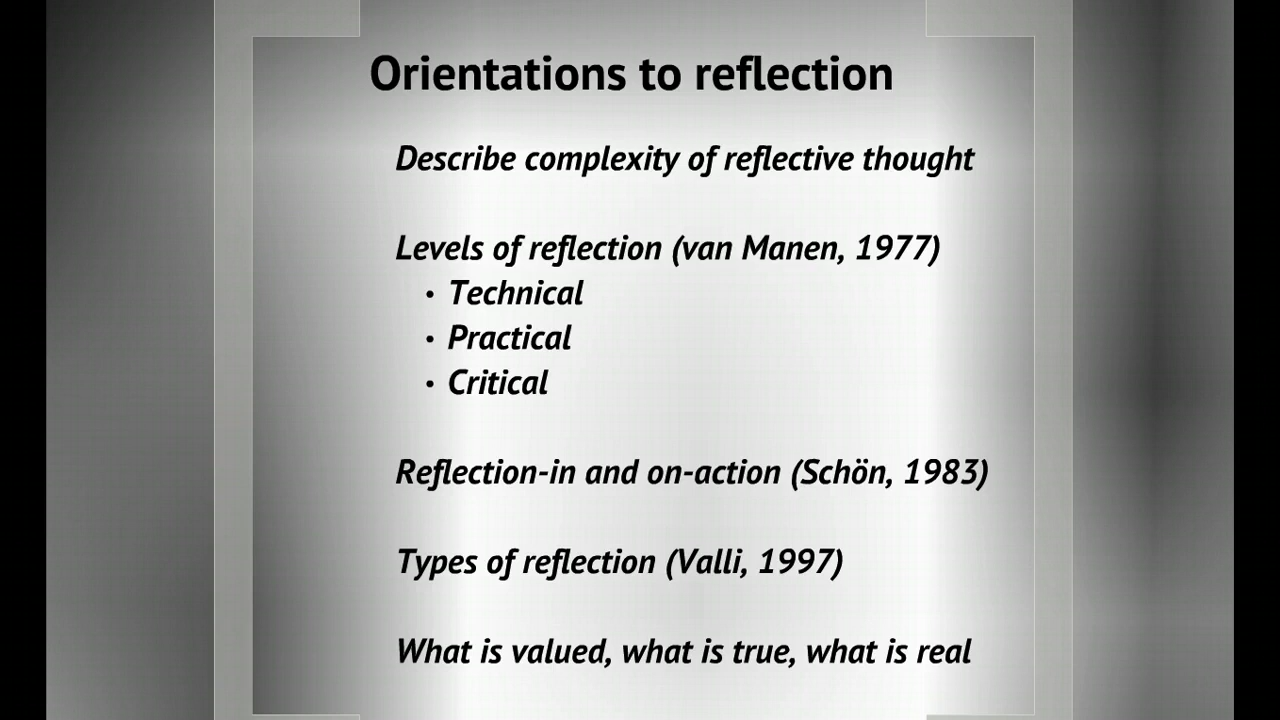 Orientations to reflection
Describe complexity of reflective thought
Levels of reflection (van Manen, 1977)
• Technical
• Practical
• Critical
Reflection-in and on-action (Schön, 1983)
Types of reflection (Valli, 1997)
What is valued, what is true, what is real